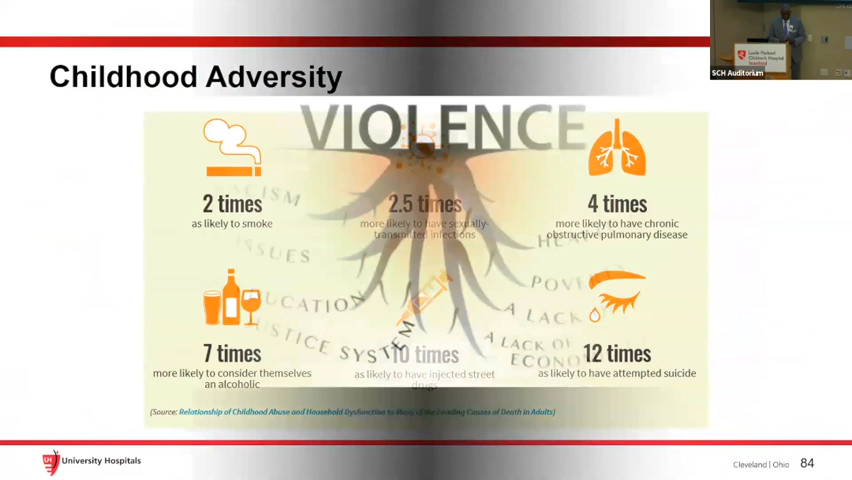 Childhood Adversity
VIOLENCE
2 times
as likely to smoke
2.5 times
more likely to have sexually-
transmitted infections
4 times
more likely to have chronic
obstructive pulmonary disease
RACISM
ISSUES
EDUCATION
JUSTICE SYSTEM
A LACK
A LACK OF
ECONO
7 times
more likely to consider themselves
an alcoholic
10 times
as likely to have injected street
drugs
12 times
as likely to have attempted suicide
(Source: Relationship of Childhood Abuse and Household Dysfunction to Many of the Leading Causes of Death in Adults)
UH
University Hospitals
Cleveland | Ohio
84
SCH Auditorium